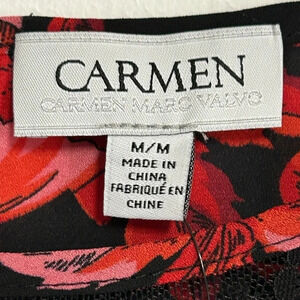 CARMEN
CARMEN MARC VALVO
M/M
MADE IN
CHINA
FABRIQUÉ EN
CHINE